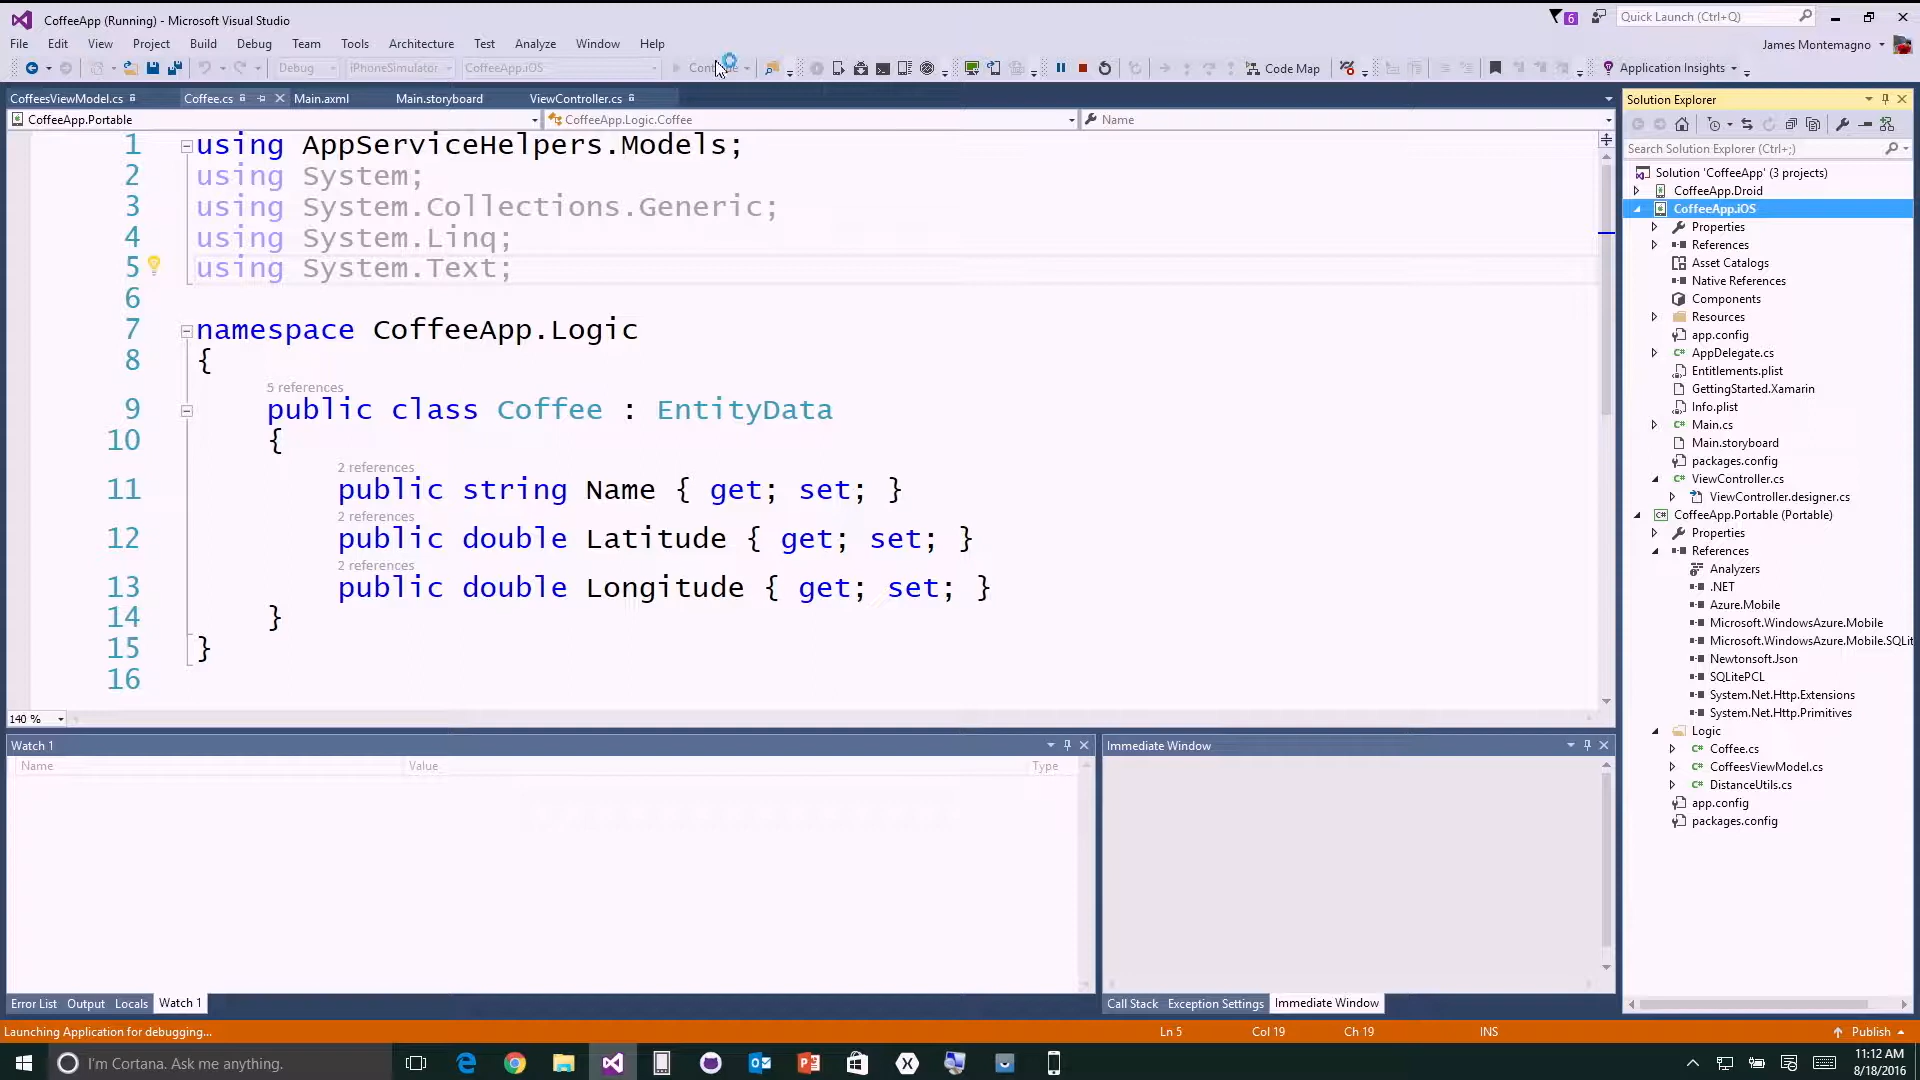 CoffeeApp (Running) - Microsoft Visual Studio
6
Quick Launch (Ctrl+Q)
File Edit View Project Build Debug Team Tools Architecture Test Analyze Window Help
James Montemagno
Debug iPhoneSimulator CoffeeApp.iOS
Code Map
Application Insights
CoffeesViewModel.cs Coffee.cs Main.axml Main.storyboard ViewController.cs
CoffeeApp.Portable CoffeeApp.Logic.Coffee Name
1 using AppServiceHelpers.Models;
2 using System;
3 using System.Collections.Generic;
4 using System.Linq;
5 using System.Text;
6
7 namespace CoffeeApp.Logic
8 {
5 references
9 public class Coffee : EntityData
10 {
2 references
11 public string Name { get; set; }
2 references
12 public double Latitude { get; set; }
2 references
13 public double Longitude { get; set; }
14 }
15 }
16
140 %
Watch 1
Name Value Type
Error List Output Locals Watch 1
Immediate Window
Call Stack Exception Settings Immediate Window
Solution Explorer
Search Solution Explorer (Ctrl+;)
Solution 'CoffeeApp' (3 projects)
CoffeeApp.Droid
CoffeeApp.iOS
Properties
References
Asset Catalogs
Native References
Components
Resources
app.config
AppDelegate.cs
Entitlements.plist
GettingStarted.Xamarin
Info.plist
Main.cs
Main.storyboard
packages.config
ViewController.cs
ViewController.designer.cs
CoffeeApp.Portable (Portable)
Properties
References
Analyzers
.NET
Azure.Mobile
Microsoft.WindowsAzure.Mobile
Microsoft.WindowsAzure.Mobile.SQLit
Newtonsoft.Json
SQLitePCL
System.Net.Http.Extensions
System.Net.Http.Primitives
Logic
Coffee.cs
CoffeesViewModel.cs
DistanceUtils.cs
app.config
packages.config
Launching Application for debugging...
Ln 5 Col 19 Ch 19 INS
Publish
I'm Cortana. Ask me anything.
11:12 AM
8/18/2016